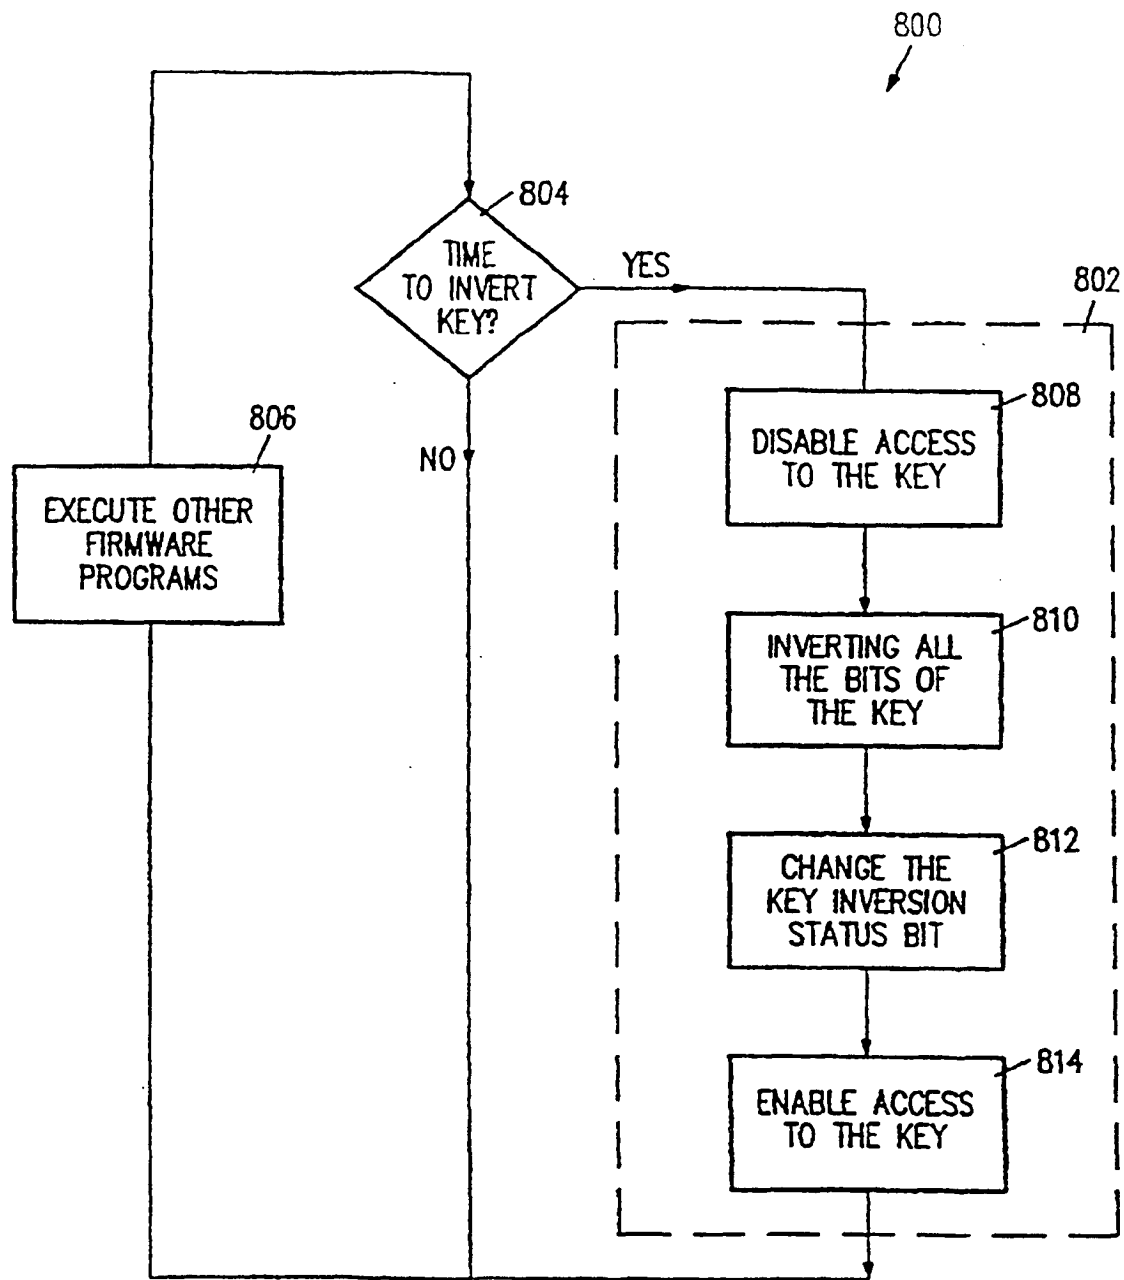 800
804
TIME
TO INVERT
KEY?
YES
802
808
DISABLE ACCESS
TO THE KEY
NO
806
EXECUTE OTHER
FIRMWARE
PROGRAMS
810
INVERTING ALL
THE BITS OF
THE KEY
812
CHANGE THE
KEY INVERSION
STATUS BIT
814
ENABLE ACCESS
TO THE KEY